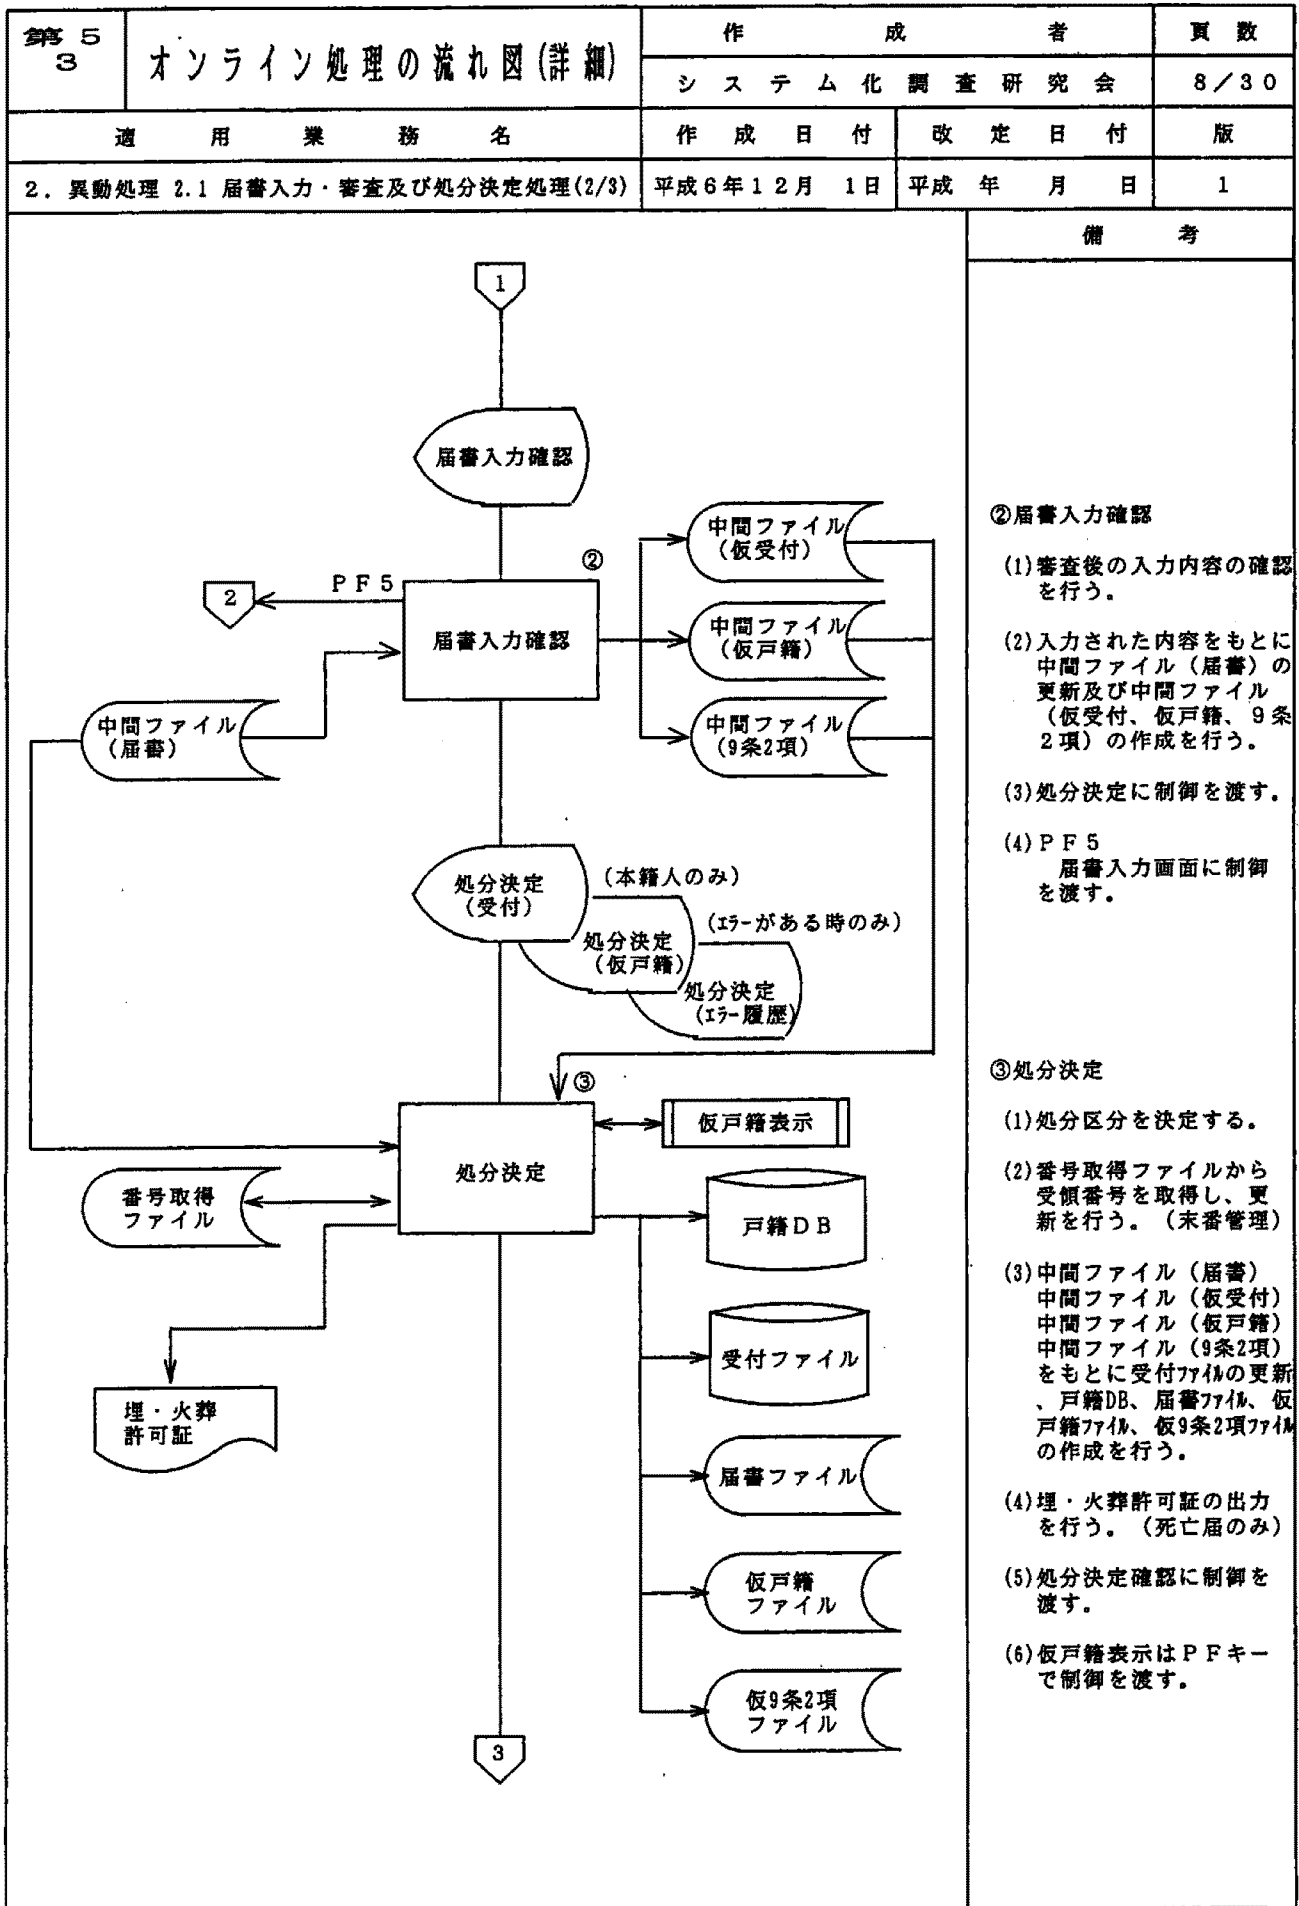 第 5
3
オンライン処理の流れ図(詳細)
作 成 者
頁 数
システム化調査研究会
8/30
適 用 業 務 名
作 成 日 付
改 定 日 付
版
2. 異動処理 2.1 届書入力・審査及び処分決定処理(2/3)
平成6年12月 1日
平成 年 月 日
1
備 考
1
届書入力確認
②
PF5
2
届書入力確認
中間ファイル
(仮受付)
中間ファイル
(仮戸籍)
中間ファイル
(9条2項)
中間ファイル
(届書)
処分決定
(受付)
(本籍人のみ)
処分決定
(仮戸籍)
(エラーがある時のみ)
処分決定
(エラー履歴)
③
処分決定
仮戸籍表示
番号取得
ファイル
戸籍DB
受付ファイル
埋・火葬
許可証
届書ファイル
仮戸籍
ファイル
仮9条2項
ファイル
3
②届書入力確認
(1)審査後の入力内容の確認
を行う。
(2)入力された内容をもとに
中間ファイル(届書)の
更新及び中間ファイル
(仮受付、仮戸籍、9条
2項)の作成を行う。
(3)処分決定に制御を渡す。
(4)PF5
届書入力画面に制御
を渡す。
③処分決定
(1)処分区分を決定する。
(2)番号取得ファイルから
受領番号を取得し、更
新を行う。(末番管理)
(3)中間ファイル(届書)
中間ファイル(仮受付)
中間ファイル(仮戸籍)
中間ファイル(9条2項)
をもとに受付ファイルの更新
、戸籍DB、届書ファイル、仮
戸籍ファイル、仮9条2項ファイル
の作成を行う。
(4)埋・火葬許可証の出力
を行う。(死亡届のみ)
(5)処分決定確認に制御を
渡す。
(6)仮戸籍表示はPFキー
で制御を渡す。